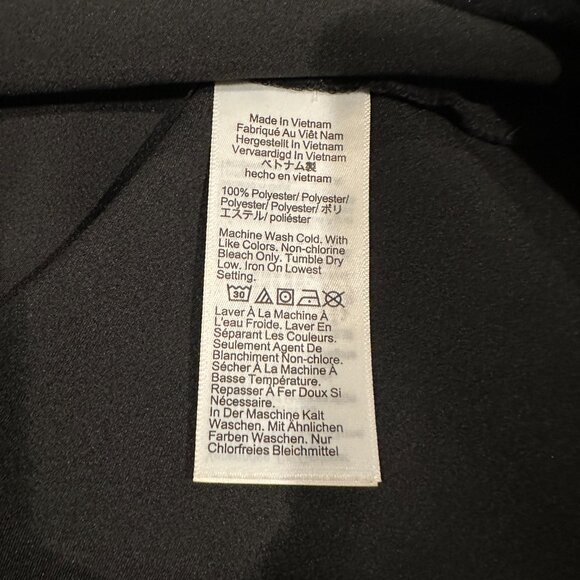 Made In Vietnam
Fabriqué Au Viêt Nam
Hergestellt In Vietnam
Vervaardigd In Vietnam
ベトナム製
hecho en vietnam
100% Polyester/ Polyester/
Polyester/ Polyester/ ポリ
エステル/ poliéster
Machine Wash Cold. With
Like Colors. Non-chlorine
Bleach Only. Tumble Dry
Low. Iron On Lowest
Setting.
30
Laver À La Machine À
L'eau Froide. Laver En
Séparant Les Couleurs.
Seulement Agent De
Blanchiment Non-chlore.
Sécher À La Machine À
Basse Température.
Repasser À Fer Doux Si
Nécessaire.
In Der Maschine Kalt
Waschen. Mit Ähnlichen
Farben Waschen. Nur
Chlorfreies Bleichmittel